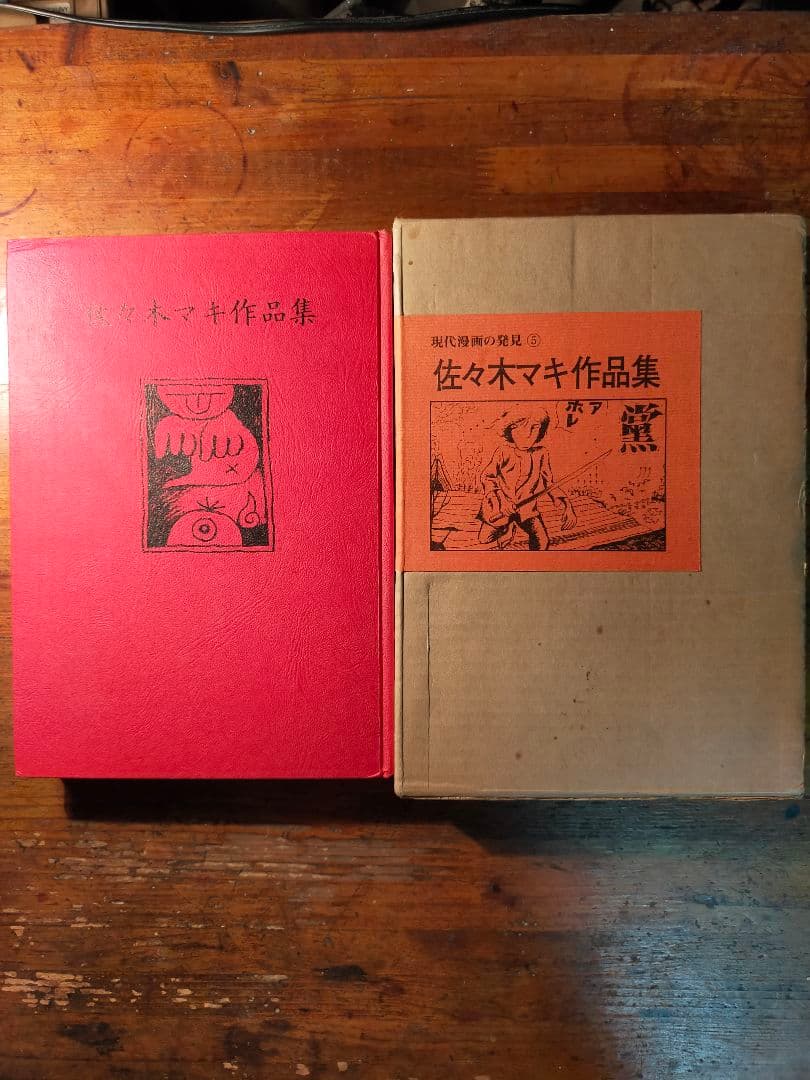 佐々木マキ作品集
現代漫画の発見 ⑤
佐々木マキ作品集
ア
ホレ
黨